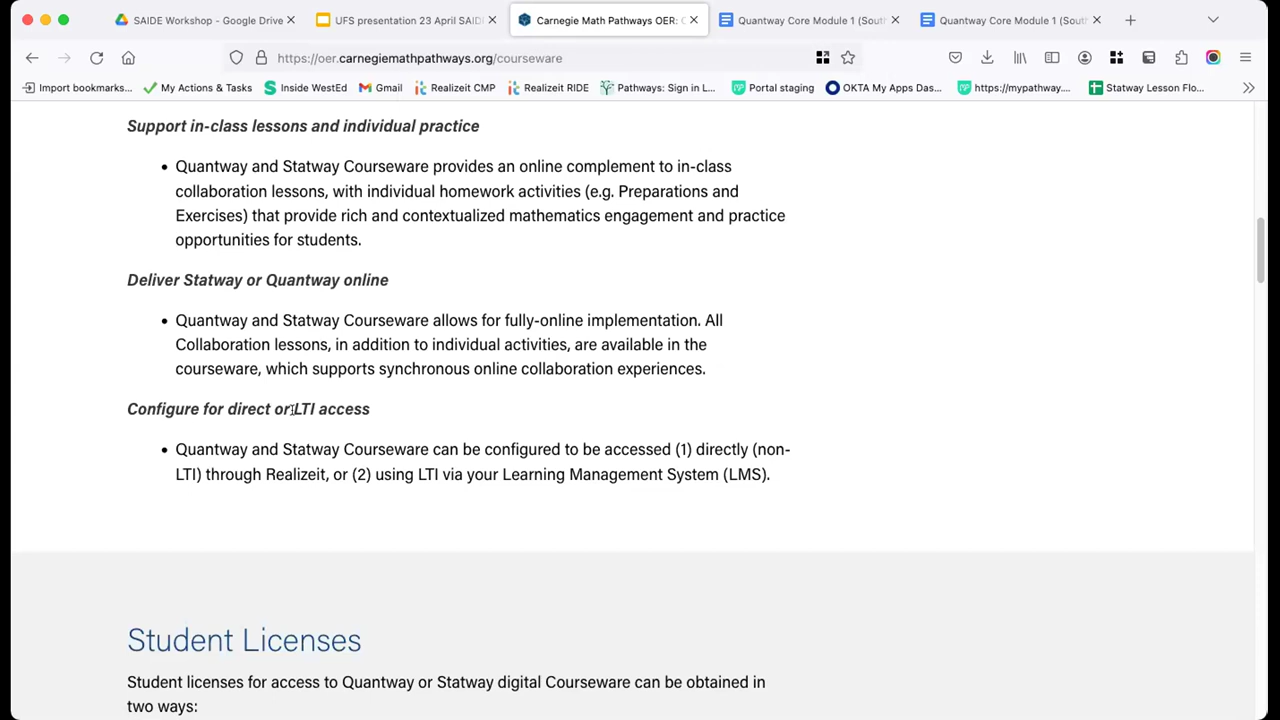 SAIDE Workshop - Google Drive
UFS presentation 23 April SAID
Carnegie Math Pathways OER:
Quantway Core Module 1 (Sout
Quantway Core Module 1 (Sout
https://oer.carnegiemathpathways.org/courseware
Import bookmarks...
My Actions & Tasks
Inside WestEd
Gmail
Realizeit CMP
Realizeit RIDE
Pathways: Sign in L...
Portal staging
OKTA My Apps Das...
https://mypathway....
Statway Lesson Flo...
Support in-class lessons and individual practice
• Quantway and Statway Courseware provides an online complement to in-class
collaboration lessons, with individual homework activities (e.g. Preparations and
Exercises) that provide rich and contextualized mathematics engagement and practice
opportunities for students.
Deliver Statway or Quantway online
• Quantway and Statway Courseware allows for fully-online implementation. All
Collaboration lessons, in addition to individual activities, are available in the
courseware, which supports synchronous online collaboration experiences.
Configure for direct or LTI access
• Quantway and Statway Courseware can be configured to be accessed (1) directly (non-
LTI) through Realizeit, or (2) using LTI via your Learning Management System (LMS).
Student Licenses
Student licenses for access to Quantway or Statway digital Courseware can be obtained in
two ways: